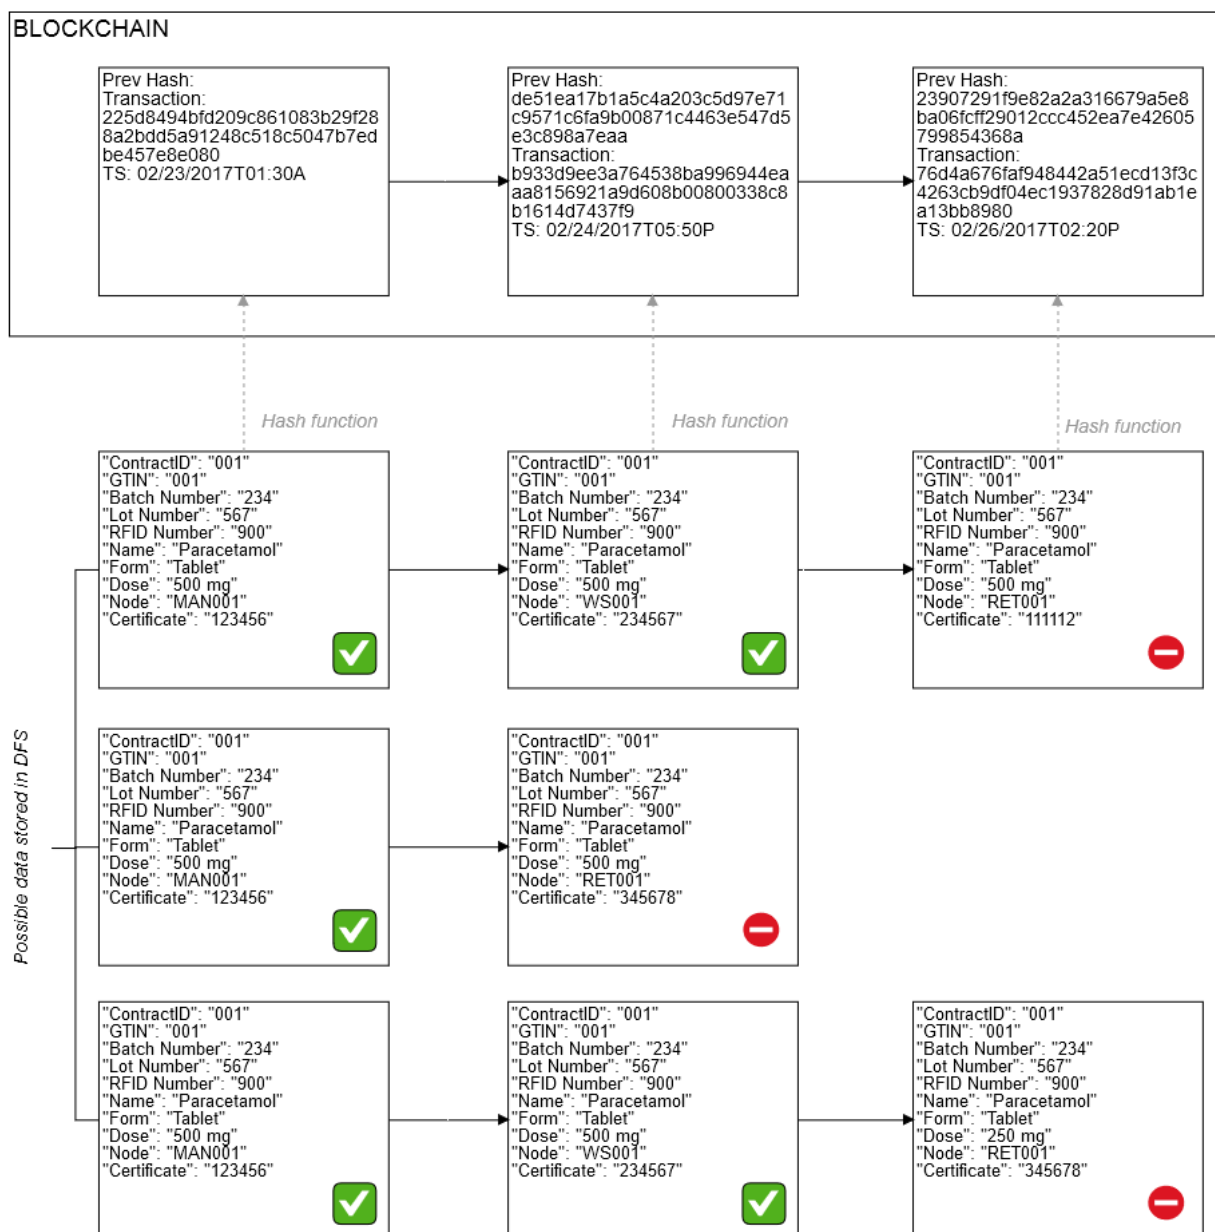 BLOCKCHAIN
Prev Hash:
Transaction:
225d8494bfd209c861083b29f28
8a2bdd5a91248c518c5047b7ed
be457e8e080
TS: 02/23/2017T01:30A
Prev Hash:
de51ea17b1a5c4a203c5d97e71
c9571c6fa9b00871c4463e547d5
e3c898a7eaa
Transaction:
b933d9ee3a764538ba996944ea
aa8156921a9d608b00800338c8
b1614d7437f9
TS: 02/24/2017T05:50P
Prev Hash:
23907291f9e82a2a316679a5e8
ba06fcff29012ccc452ea7e42605
799854368a
Transaction:
76d4a676faf948442a51ecd13f3c
4263cb9df04ec1937828d91ab1e
a13bb8980
TS: 02/26/2017T02:20P
Hash function
Hash function
Hash function
"ContractID": "001"
"GTIN": "001"
"Batch Number": "234"
"Lot Number": "567"
"RFID Number": "900"
"Name": "Paracetamol"
"Form": "Tablet"
"Dose": "500 mg"
"Node": "MAN001"
"Certificate": "123456"
"ContractID": "001"
"GTIN": "001"
"Batch Number": "234"
"Lot Number": "567"
"RFID Number": "900"
"Name": "Paracetamol"
"Form": "Tablet"
"Dose": "500 mg"
"Node": "WS001"
"Certificate": "234567"
"ContractID": "001"
"GTIN": "001"
"Batch Number": "234"
"Lot Number": "567"
"RFID Number": "900"
"Name": "Paracetamol"
"Form": "Tablet"
"Dose": "500 mg"
"Node": "RET001"
"Certificate": "111112"
Possible data stored in DFS
"ContractID": "001"
"GTIN": "001"
"Batch Number": "234"
"Lot Number": "567"
"RFID Number": "900"
"Name": "Paracetamol"
"Form": "Tablet"
"Dose": "500 mg"
"Node": "MAN001"
"Certificate": "123456"
"ContractID": "001"
"GTIN": "001"
"Batch Number": "234"
"Lot Number": "567"
"RFID Number": "900"
"Name": "Paracetamol"
"Form": "Tablet"
"Dose": "500 mg"
"Node": "RET001"
"Certificate": "345678"
"ContractID": "001"
"GTIN": "001"
"Batch Number": "234"
"Lot Number": "567"
"RFID Number": "900"
"Name": "Paracetamol"
"Form": "Tablet"
"Dose": "500 mg"
"Node": "MAN001"
"Certificate": "123456"
"ContractID": "001"
"GTIN": "001"
"Batch Number": "234"
"Lot Number": "567"
"RFID Number": "900"
"Name": "Paracetamol"
"Form": "Tablet"
"Dose": "500 mg"
"Node": "WS001"
"Certificate": "234567"
"ContractID": "001"
"GTIN": "001"
"Batch Number": "234"
"Lot Number": "567"
"RFID Number": "900"
"Name": "Paracetamol"
"Form": "Tablet"
"Dose": "250 mg"
"Node": "RET001"
"Certificate": "345678"